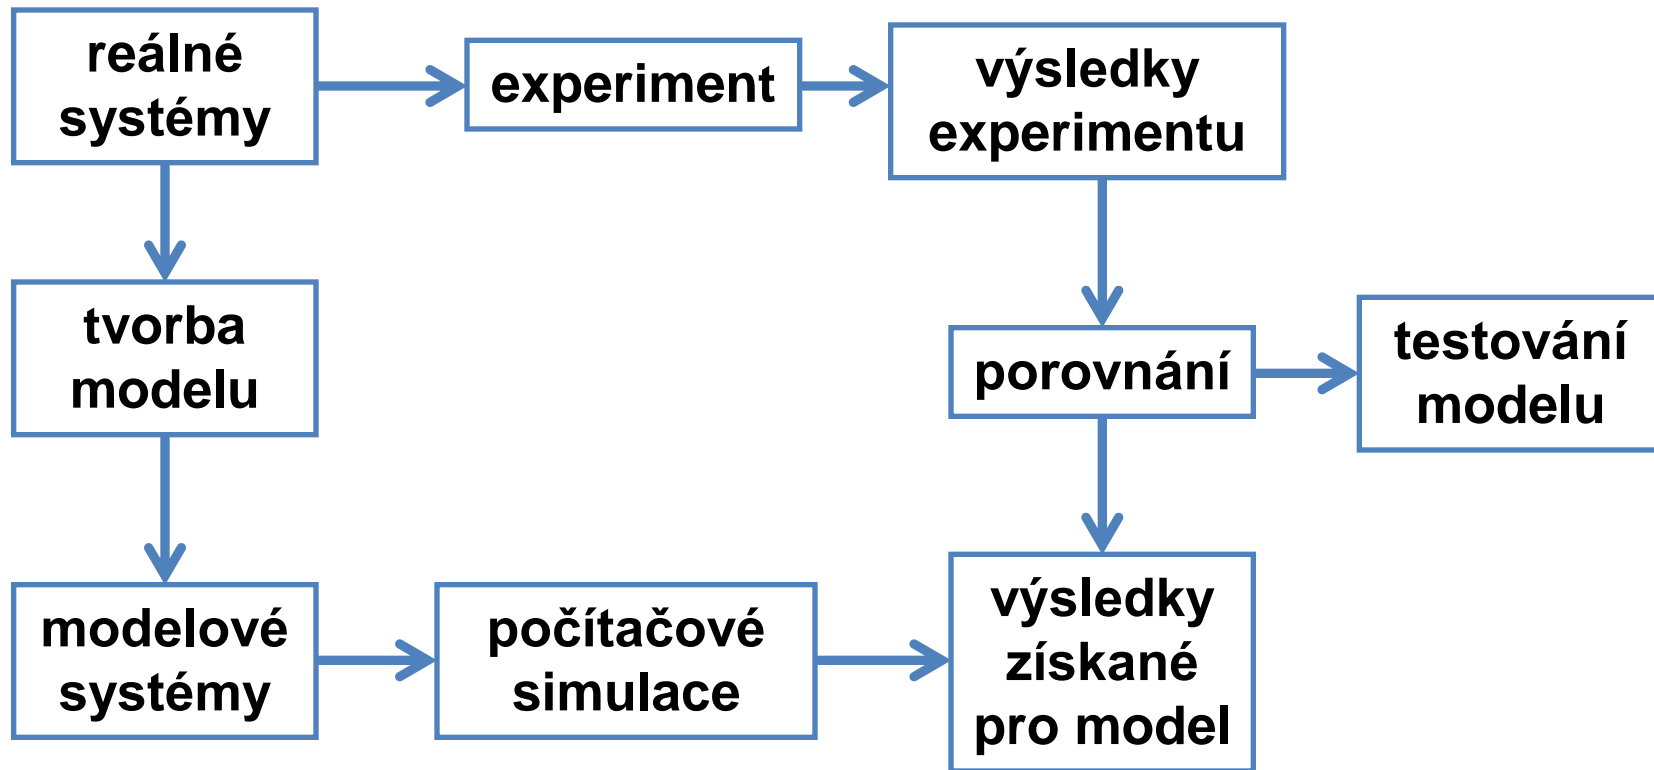 reálné
systémy
experiment
výsledky
experimentu
tvorba
modelu
porovnání
testování
modelu
modelové
systémy
počítačové
simulace
výsledky
získané
pro model